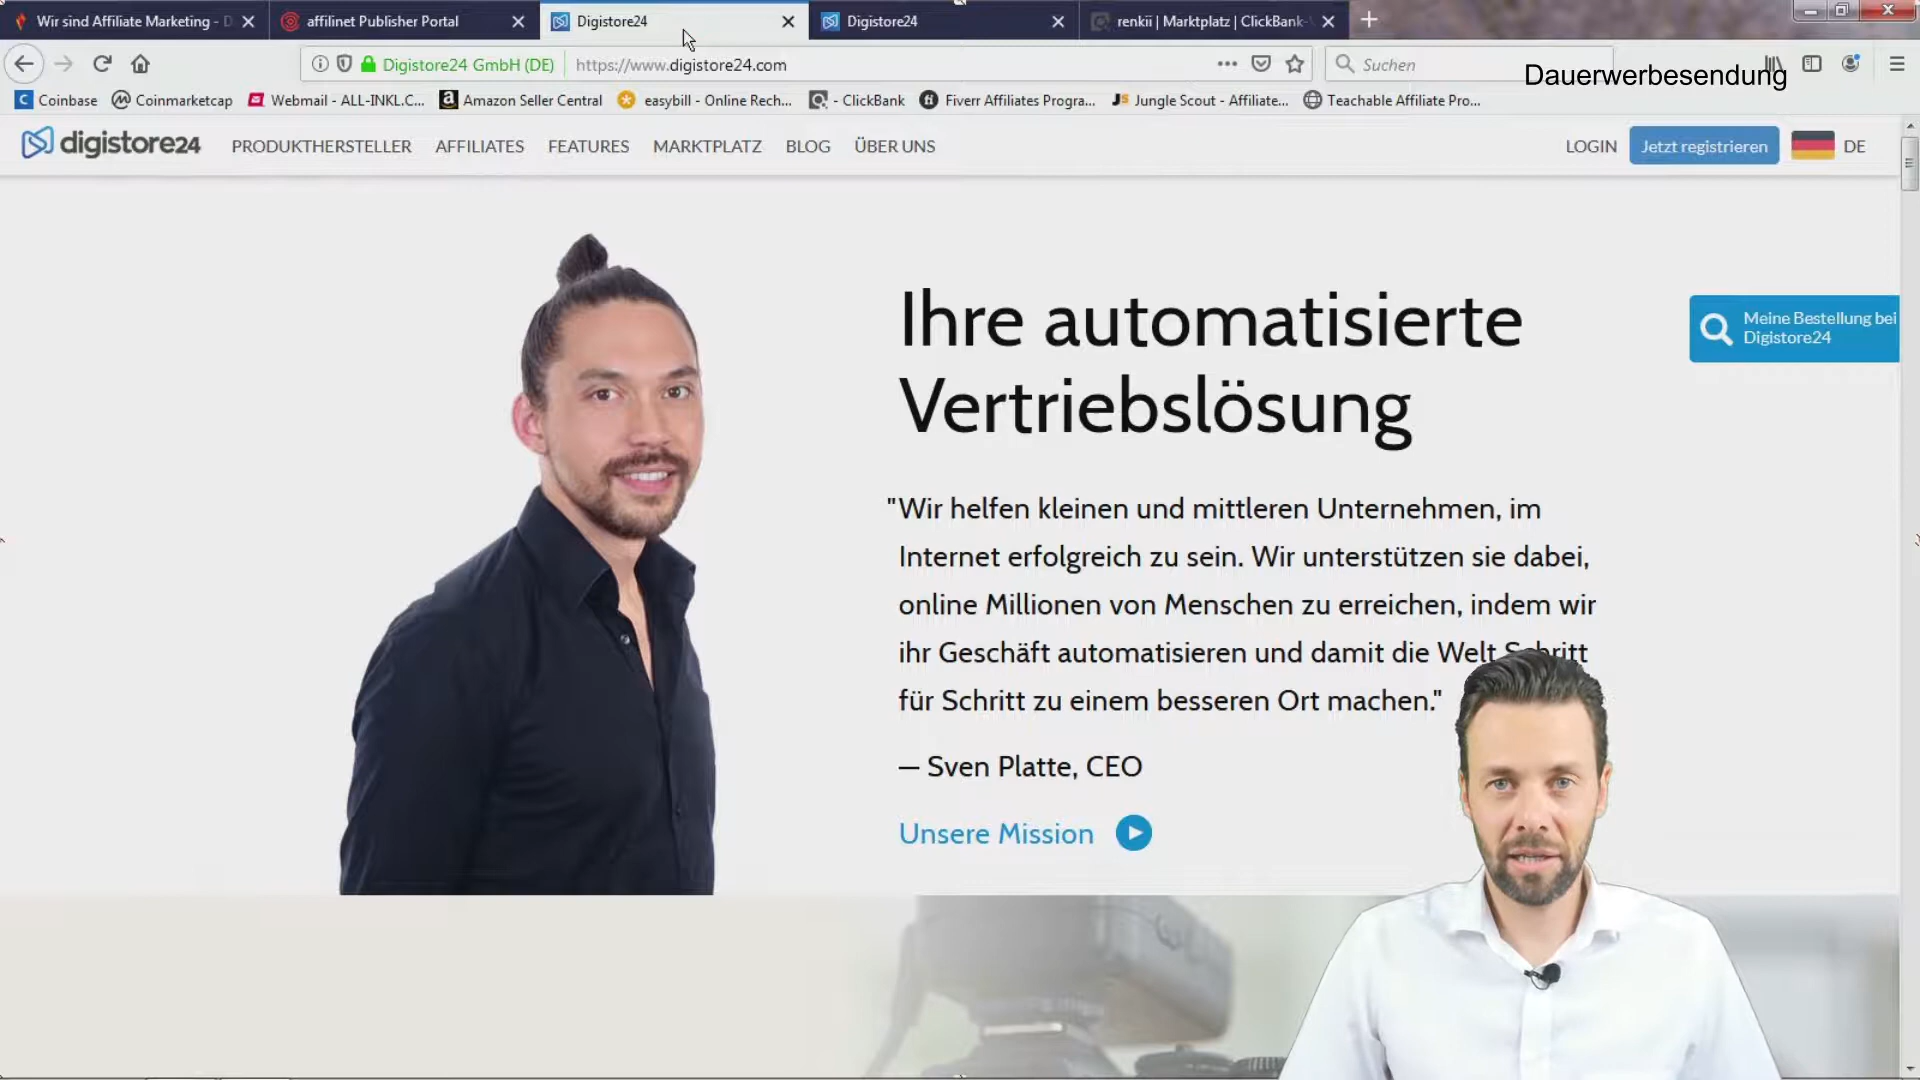 Wir sind Affiliate Marketing - D
affilinet Publisher Portal
Digistore24
Digistore24
renkii | Marktplatz | ClickBank-
Digistore24 GmbH (DE)
https://www.digistore24.com
Suchen
Dauerwerbesendung
Coinbase
Coinmarketcap
Webmail - ALL-INKL.C...
Amazon Seller Central
easybill - Online Rech...
- ClickBank
Fiverr Affiliates Progra...
Jungle Scout - Affiliate...
Teachable Affiliate Pro...
digistore24
PRODUKTHERSTELLER
AFFILIATES
FEATURES
MARKTPLATZ
BLOG
ÜBER UNS
LOGIN
Jetzt registrieren
DE
Ihre automatisierte
Vertriebslösung
Meine Bestellung bei
Digistore24
"Wir helfen kleinen und mittleren Unternehmen, im
Internet erfolgreich zu sein. Wir unterstützen sie dabei,
online Millionen von Menschen zu erreichen, indem wir
ihr Geschäft automatisieren und damit die Welt Schritt
für Schritt zu einem besseren Ort machen."
— Sven Platte, CEO
Unsere Mission